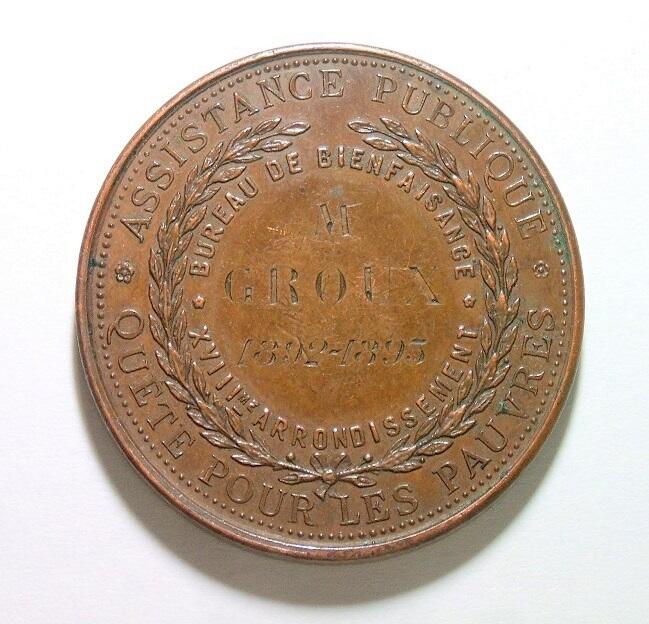 ASSISTANCE PUBLIQUE
QUÊTE POUR LES PAUVRES
BUREAU DE BIENFAISANCE
XVIIIME ARRONDISSEMENT
M
GROUX
1892-1893